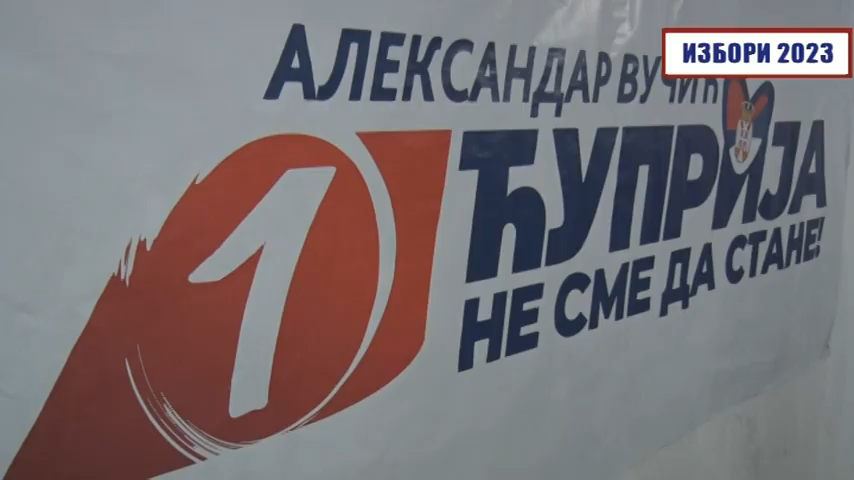 ИЗБОРИ 2023
АЛЕКСАНДАР ВУЧИЋ
1
ЋУПРИЈА
НЕ СМЕ ДА СТАНЕ!